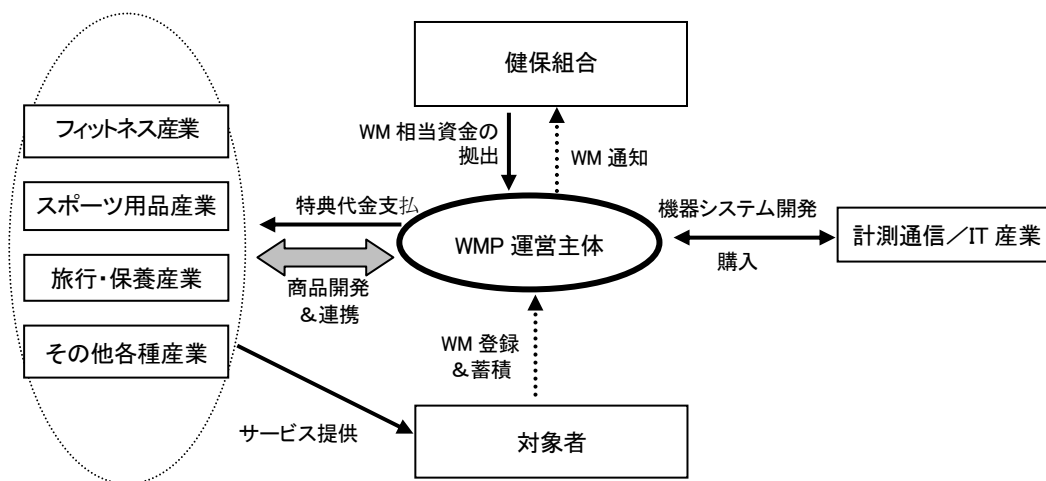 健保組合
フィットネス産業
WM 相当資金の
拠出
WM 通知
スポーツ用品産業
特典代金支払
機器システム開発
WMP 運営主体
計測通信／IT 産業
購入
旅行・保養産業
商品開発
＆連携
その他各種産業
WM 登録
＆蓄積
サービス提供
対象者